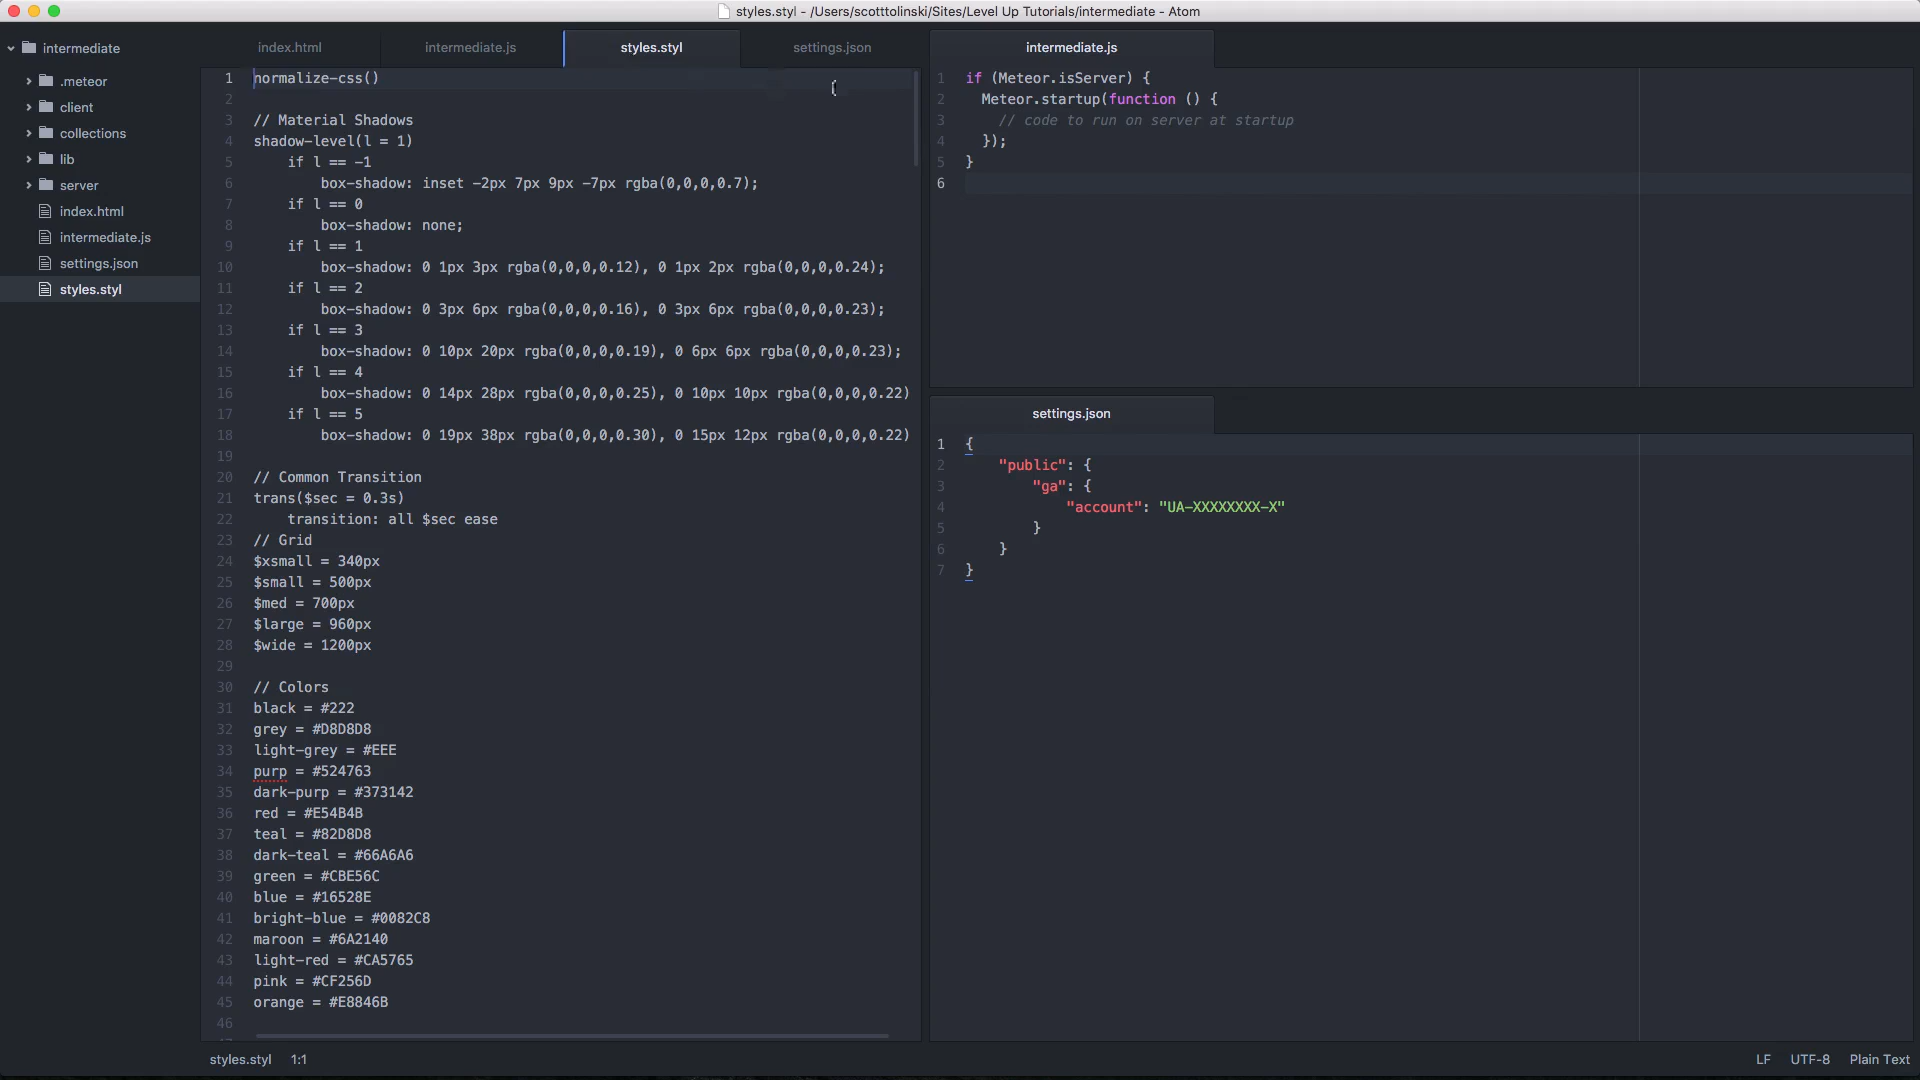 styles.styl - /Users/scotttolinski/Sites/Level Up Tutorials/intermediate - Atom
intermediate
.meteor
client
collections
lib
server
index.html
intermediate.js
settings.json
styles.styl
index.html
intermediate.js
styles.styl
settings.json
1 normalize-css()
2
3 // Material Shadows
4 shadow-level(l = 1)
5 if l == -1
6 box-shadow: inset -2px 7px 9px -7px rgba(0,0,0,0.7);
7 if l == 0
8 box-shadow: none;
9 if l == 1
10 box-shadow: 0 1px 3px rgba(0,0,0,0.12), 0 1px 2px rgba(0,0,0,0.24);
11 if l == 2
12 box-shadow: 0 3px 6px rgba(0,0,0,0.16), 0 3px 6px rgba(0,0,0,0.23);
13 if l == 3
14 box-shadow: 0 10px 20px rgba(0,0,0,0.19), 0 6px 6px rgba(0,0,0,0.23);
15 if l == 4
16 box-shadow: 0 14px 28px rgba(0,0,0,0.25), 0 10px 10px rgba(0,0,0,0.22)
17 if l == 5
18 box-shadow: 0 19px 38px rgba(0,0,0,0.30), 0 15px 12px rgba(0,0,0,0.22)
19
20 // Common Transition
21 trans($sec = 0.3s)
22 transition: all $sec ease
23 // Grid
24 $xsmall = 340px
25 $small = 500px
26 $med = 700px
27 $large = 960px
28 $wide = 1200px
29
30 // Colors
31 black = #222
32 grey = #D8D8D8
33 light-grey = #EEE
34 purp = #524763
35 dark-purp = #373142
36 red = #E54B4B
37 teal = #82D8D8
38 dark-teal = #66A6A6
39 green = #CBE56C
40 blue = #16528E
41 bright-blue = #0082C8
42 maroon = #6A2140
43 light-red = #CA5765
44 pink = #CF256D
45 orange = #E8846B
46
intermediate.js
1 if (Meteor.isServer) {
2 Meteor.startup(function () {
3 // code to run on server at startup
4 });
5 }
6
settings.json
1 {
2 "public": {
3 "ga": {
4 "account": "UA-XXXXXXXX-X"
5 }
6 }
7 }
styles.styl 1:1
LF UTF-8 Plain Text